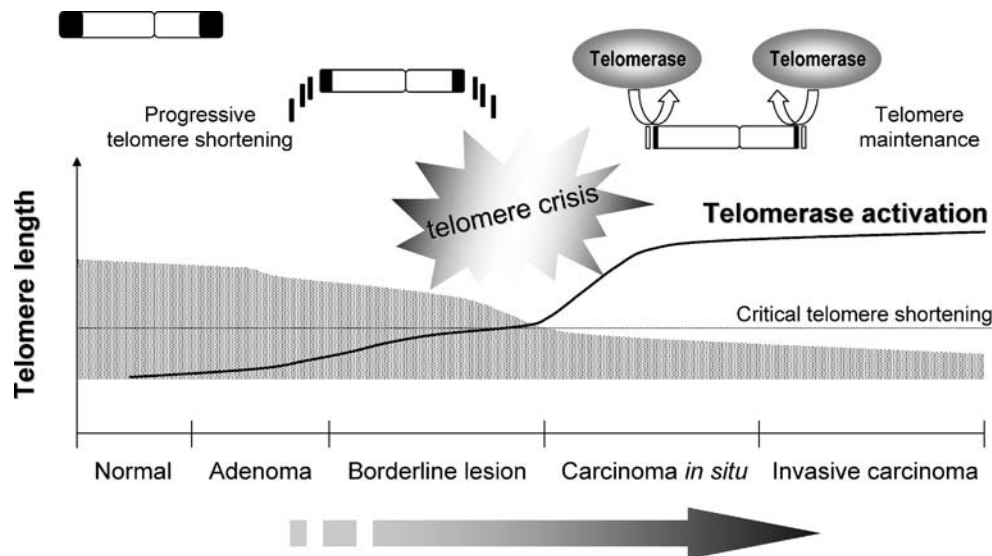 Telomerase
Telomerase
Progressive
telomere shortening
Telomere
maintenance
telomere crisis
Telomerase activation
Telomere length
Critical telomere shortening
Normal
Adenoma
Borderline lesion
Carcinoma in situ
Invasive carcinoma